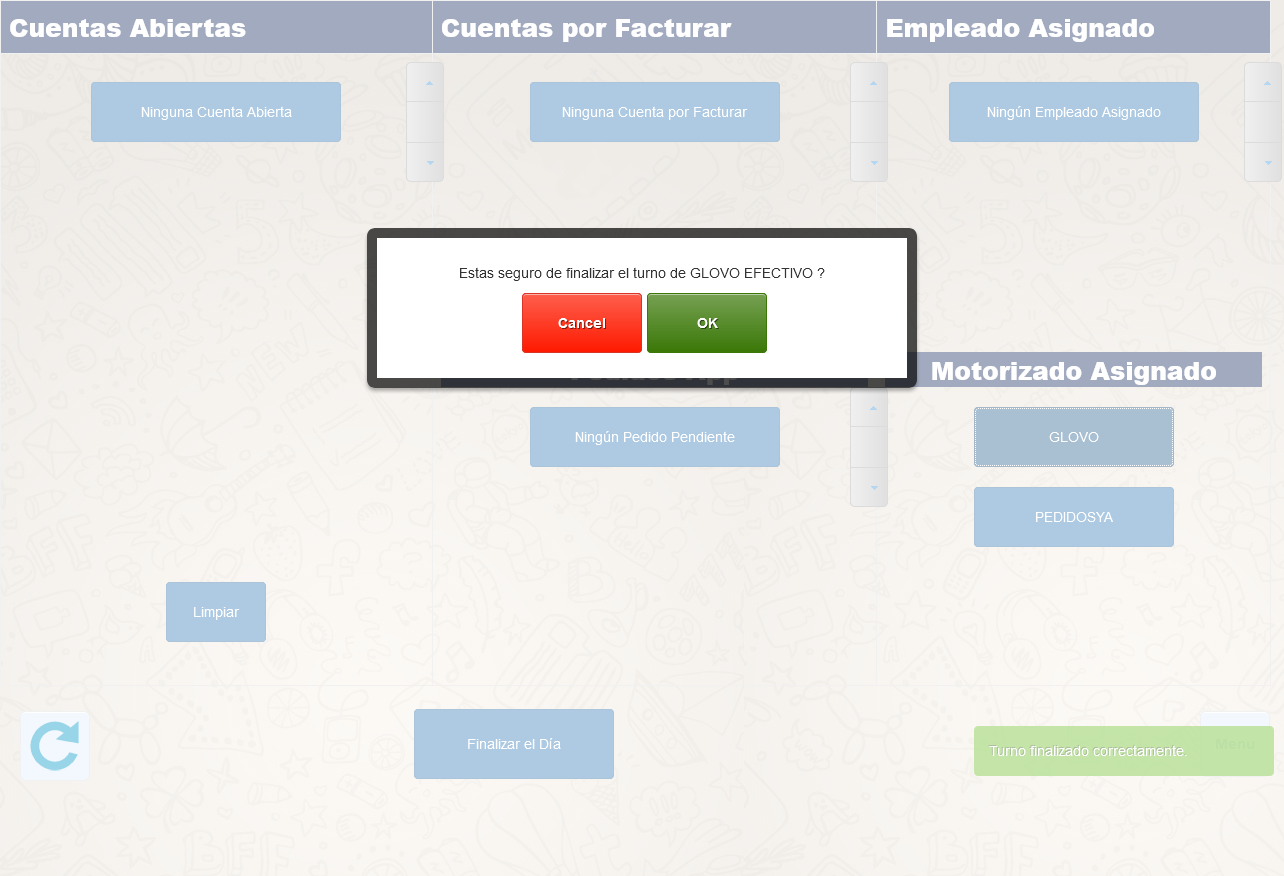 Cuentas Abiertas
Cuentas por Facturar
Empleado Asignado
Ninguna Cuenta Abierta
Ninguna Cuenta por Facturar
Ningún Empleado Asignado
Estas seguro de finalizar el turno de GLOVO EFECTIVO ?
Cancel
OK
Motorizado Asignado
Ningún Pedido Pendiente
GLOVO
PEDIDOSYA
Limpiar
Finalizar el Día
Menú
Turno finalizado correctamente.